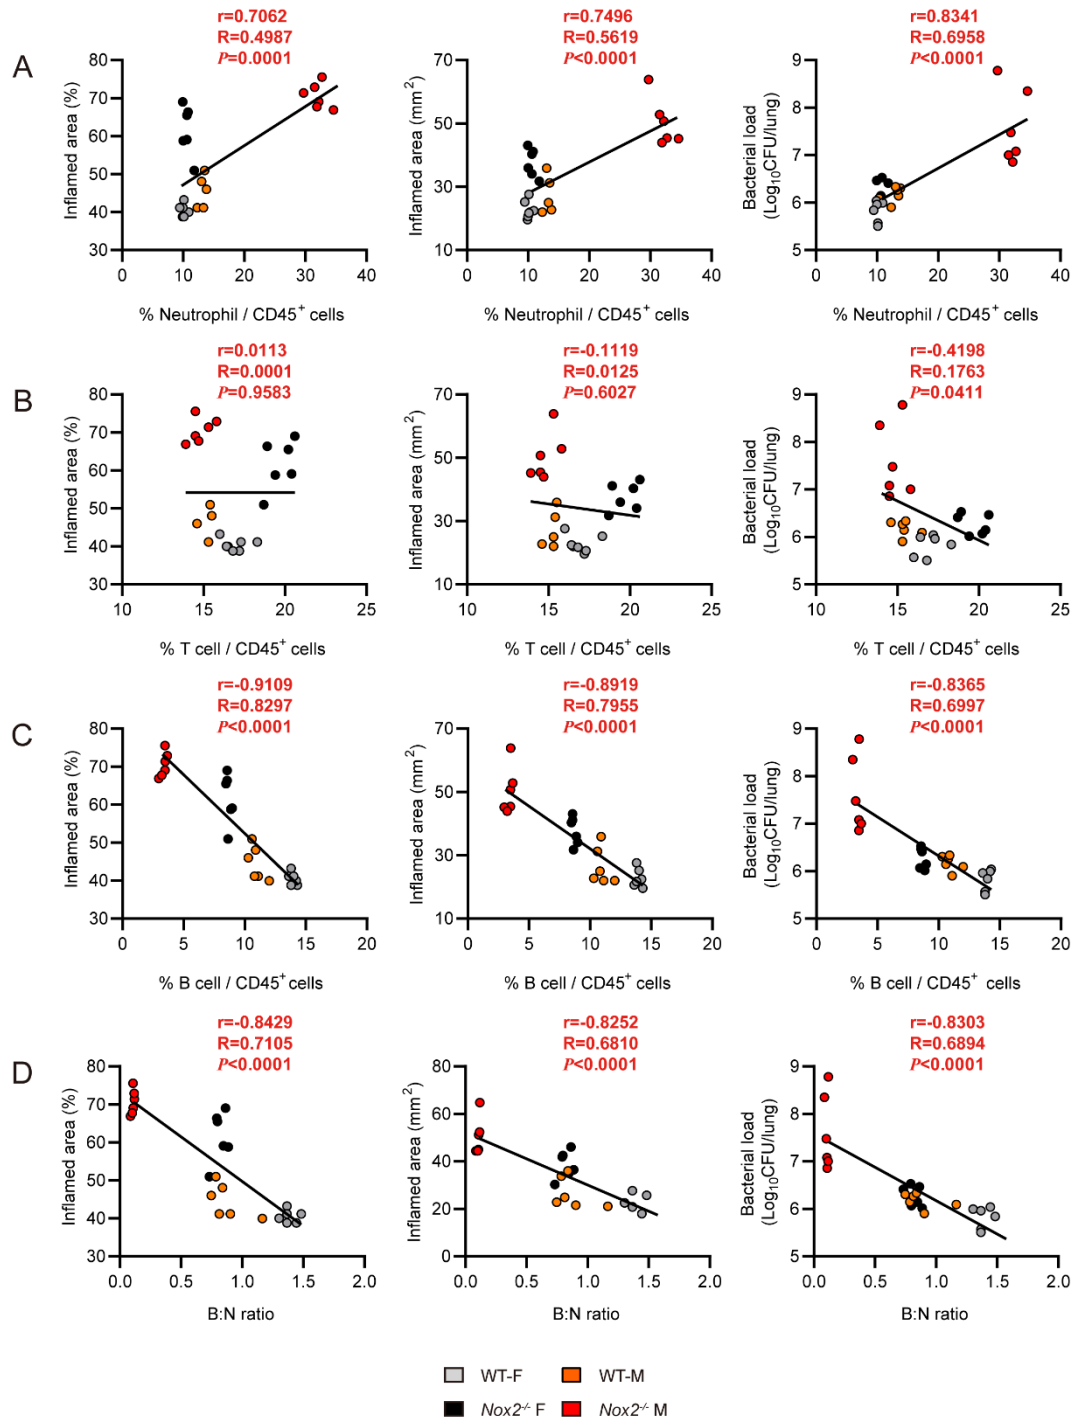 r=0.7062
R=0.4987
P=0.0001
r=0.7496
R=0.5619
P<0.0001
r=0.8341
R=0.6958
P<0.0001
A
Inflamed area (%)
80
70
60
50
40
30
0 10 20 30 40
% Neutrophil / CD45⁺ cells
Inflamed area (mm²)
70
50
30
10
0 10 20 30 40
% Neutrophil / CD45⁺ cells
Bacterial load
(Log₁₀CFU/lung)
9
8
7
6
5
0 10 20 30 40
% Neutrophil / CD45⁺ cells
r=0.0113
R=0.0001
P=0.9583
r=-0.1119
R=0.0125
P=0.6027
r=-0.4198
R=0.1763
P=0.0411
B
Inflamed area (%)
80
70
60
50
40
30
10 15 20 25
% T cell / CD45⁺ cells
Inflamed area (mm²)
70
50
30
10
10 15 20 25
% T cell / CD45⁺ cells
Bacterial load
(Log₁₀CFU/lung)
9
8
7
6
5
10 15 20 25
% T cell / CD45⁺ cells
r=-0.9109
R=0.8297
P<0.0001
r=-0.8919
R=0.7955
P<0.0001
r=-0.8365
R=0.6997
P<0.0001
C
Inflamed area (%)
80
70
60
50
40
30
0 5 10 15 20
% B cell / CD45⁺ cells
Inflamed area (mm²)
70
50
30
10
0 5 10 15 20
% B cell / CD45⁺ cells
Bacterial load
(Log₁₀CFU/lung)
9
8
7
6
5
0 5 10 15 20
% B cell / CD45⁺ cells
r=-0.8429
R=0.7105
P<0.0001
r=-0.8252
R=0.6810
P<0.0001
r=-0.8303
R=0.6894
P<0.0001
D
Inflamed area (%)
80
70
60
50
40
30
0.0 0.5 1.0 1.5 2.0
B:N ratio
Inflamed area (mm²)
80
60
40
20
0
0.0 0.5 1.0 1.5 2.0
B:N ratio
Bacterial load
(Log₁₀CFU/lung)
9
8
7
6
5
0.0 0.5 1.0 1.5 2.0
B:N ratio
WT-F WT-M
Nox2⁻/⁻ F Nox2⁻/⁻ M